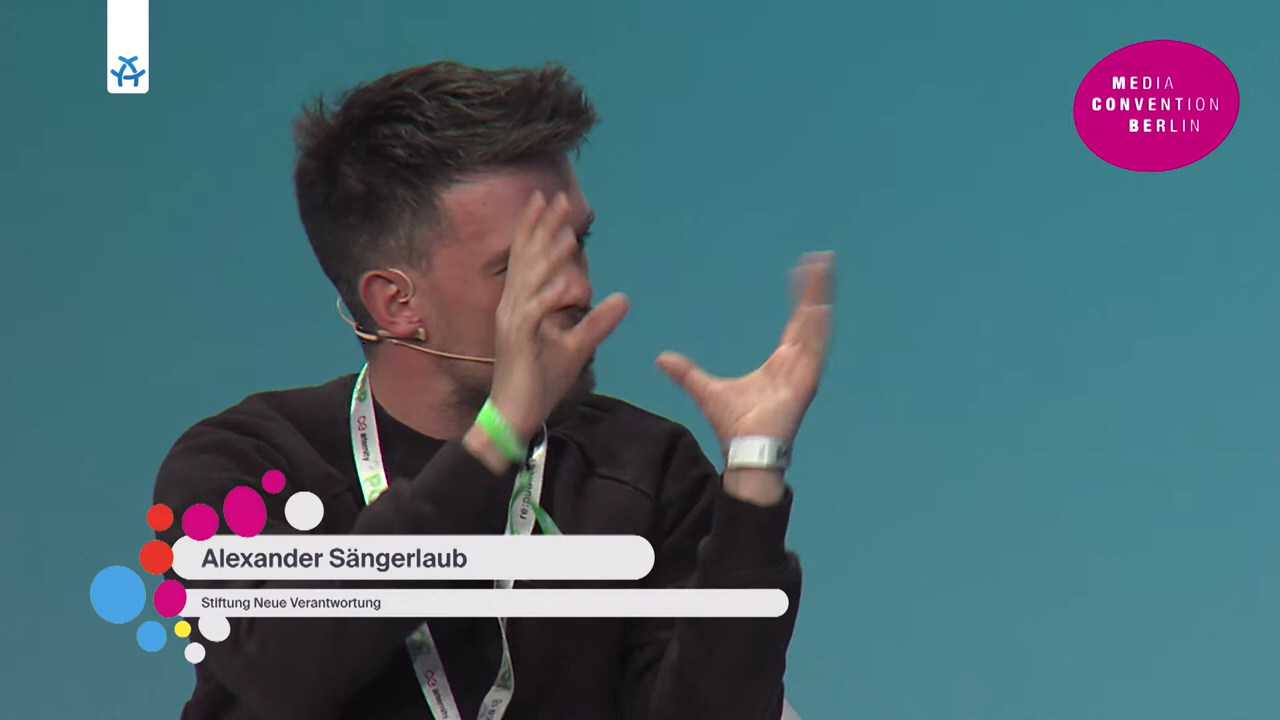 MEDIA
CONVENTION
BERLIN
Alexander Sängerlaub
Stiftung Neue Verantwortung